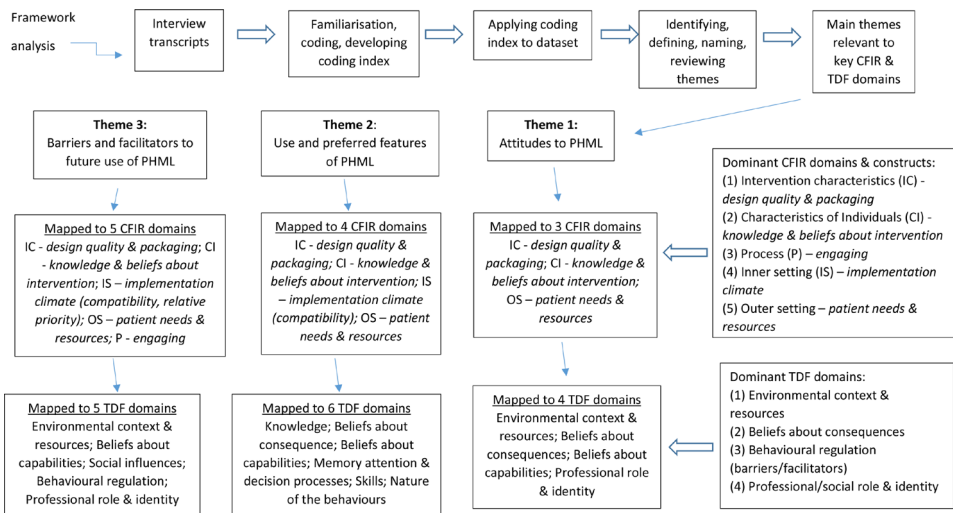 Framework
analysis
Interview
transcripts
Familiarisation,
coding, developing
coding index
Applying coding
index to dataset
Identifying,
defining, naming,
reviewing
themes
Main themes
relevant to
key CFIR &
TDF domains
Theme 3:
Barriers and facilitators to
future use of PHML
Theme 2:
Use and preferred features
of PHML
Theme 1:
Attitudes to PHML
Dominant CFIR domains & constructs:
(1) Intervention characteristics (IC) -
design quality & packaging
(2) Characteristics of Individuals (CI) -
knowledge & beliefs about intervention
(3) Process (P) – engaging
(4) Inner setting (IS) – implementation
climate
(5) Outer setting – patient needs &
resources
Mapped to 5 CFIR domains
IC - design quality & packaging; CI
- knowledge & beliefs about
intervention; IS – implementation
climate (compatibility, relative
priority); OS – patient needs &
resources; P - engaging
Mapped to 4 CFIR domains
IC - design quality &
packaging; CI - knowledge &
beliefs about intervention; IS
– implementation climate
(compatibility); OS – patient
needs & resources
Mapped to 3 CFIR domains
IC - design quality &
packaging; CI - knowledge &
beliefs about intervention;
OS – patient needs &
resources
Mapped to 5 TDF domains
Environmental context &
resources; Beliefs about
capabilities; Social influences;
Behavioural regulation;
Professional role & identity
Mapped to 6 TDF domains
Knowledge; Beliefs about
consequence; Beliefs about
capabilities; Memory attention &
decision processes; Skills; Nature
of the behaviours
Mapped to 4 TDF domains
Environmental context &
resources; Beliefs about
consequences; Beliefs about
capabilities; Professional role
& identity
Dominant TDF domains:
(1) Environmental context &
resources
(2) Beliefs about consequences
(3) Behavioural regulation
(barriers/facilitators)
(4) Professional/social role & identity